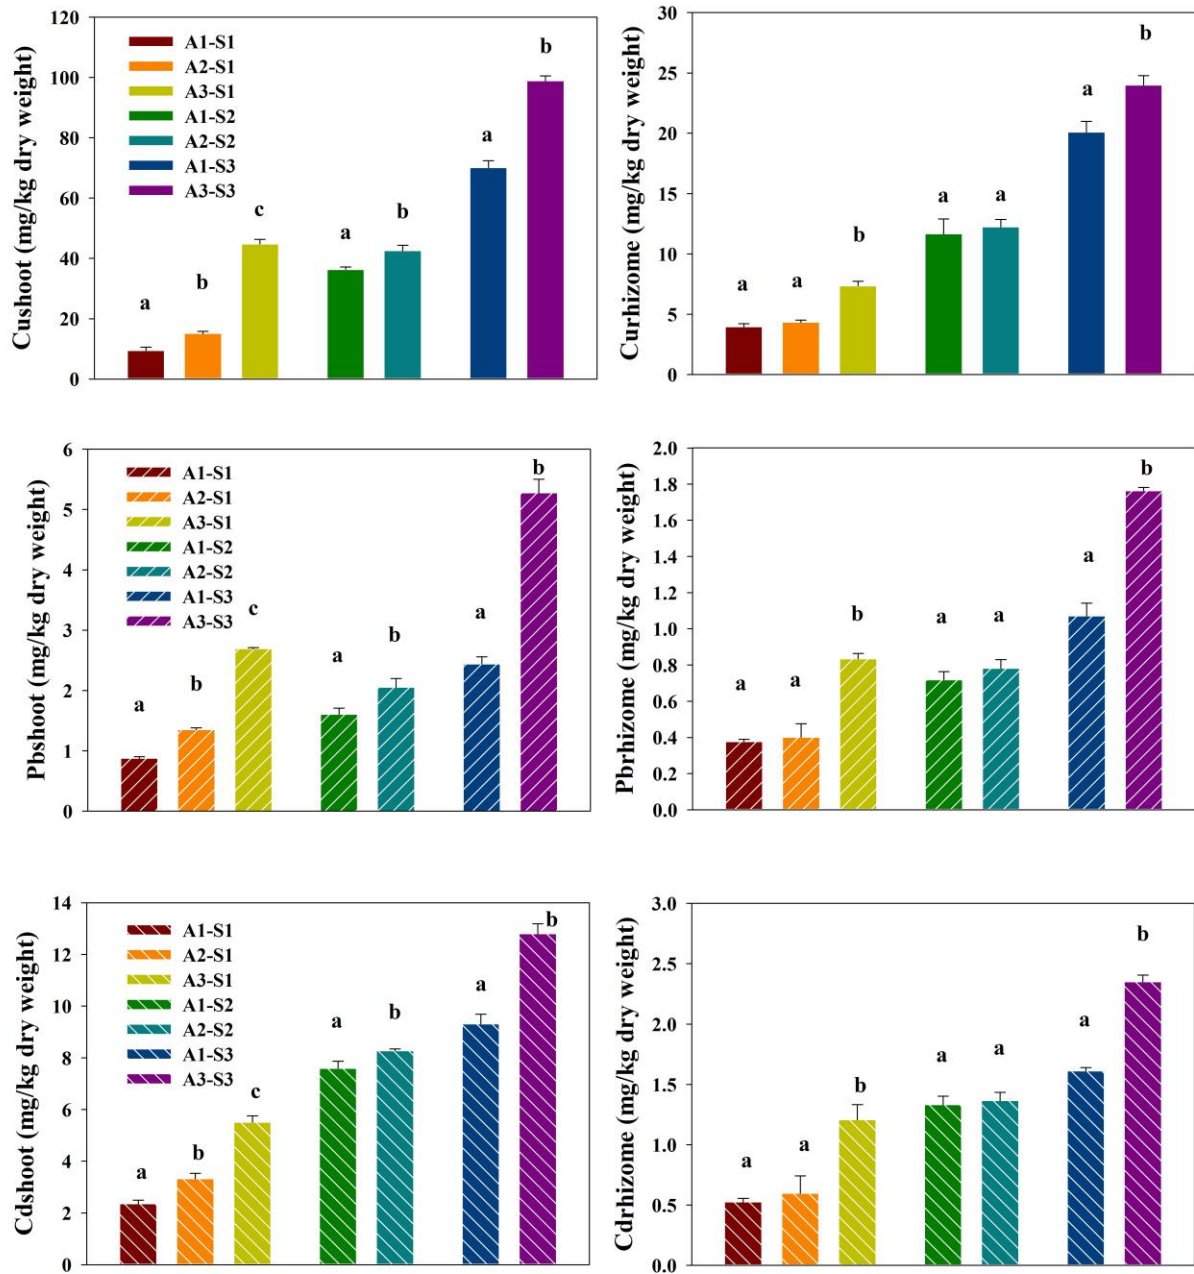 Cushoot (mg/kg dry weight)
120
100
80
60
40
20
0
A1-S1
A2-S1
A3-S1
A1-S2
A2-S2
A1-S3
A3-S3
a
b
c
a
b
a
b
Curhizome (mg/kg dry weight)
30
25
20
15
10
5
0
a
a
b
a
a
a
b
Pbshoot (mg/kg dry weight)
6
5
4
3
2
1
0
A1-S1
A2-S1
A3-S1
A1-S2
A2-S2
A1-S3
A3-S3
a
b
c
a
b
a
b
Pbrhizome (mg/kg dry weight)
2.0
1.8
1.6
1.4
1.2
1.0
0.8
0.6
0.4
0.2
0.0
a
a
b
a
a
a
b
Cdshoot (mg/kg dry weight)
14
12
10
8
6
4
2
0
A1-S1
A2-S1
A3-S1
A1-S2
A2-S2
A1-S3
A3-S3
a
b
c
a
b
a
b
Cdrhizome (mg/kg dry weight)
3.0
2.5
2.0
1.5
1.0
0.5
0.0
a
a
b
a
a
a
b